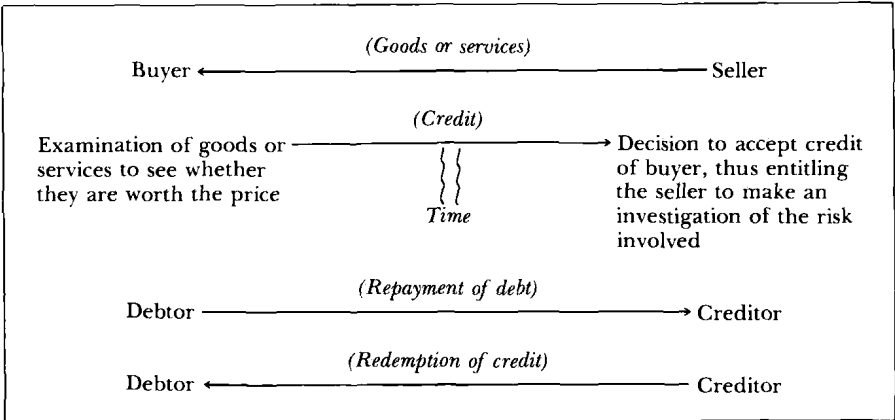 (Goods or services)
Buyer Seller
(Credit)
Examination of goods or Decision to accept credit
services to see whether of buyer, thus entitling
they are worth the price the seller to make an
Time investigation of the risk
involved
(Repayment of debt)
Debtor Creditor
(Redemption of credit)
Debtor Creditor